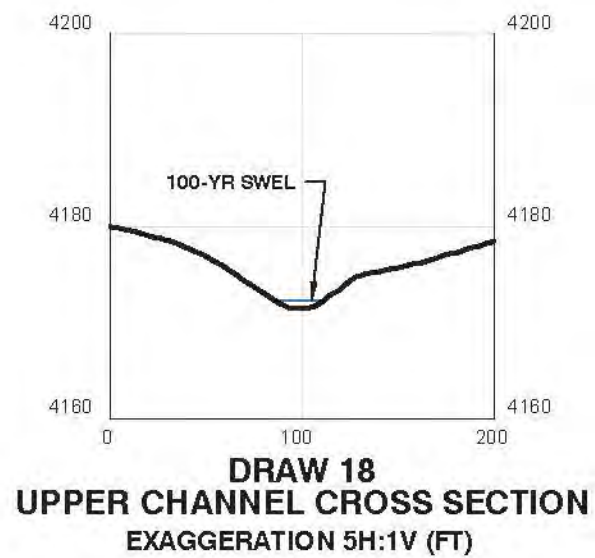 4200 4200
100-YR SWEL
4180 4180
4160 4160
0 100 200
DRAW 18
UPPER CHANNEL CROSS SECTION
EXAGGERATION 5H:1V (FT)